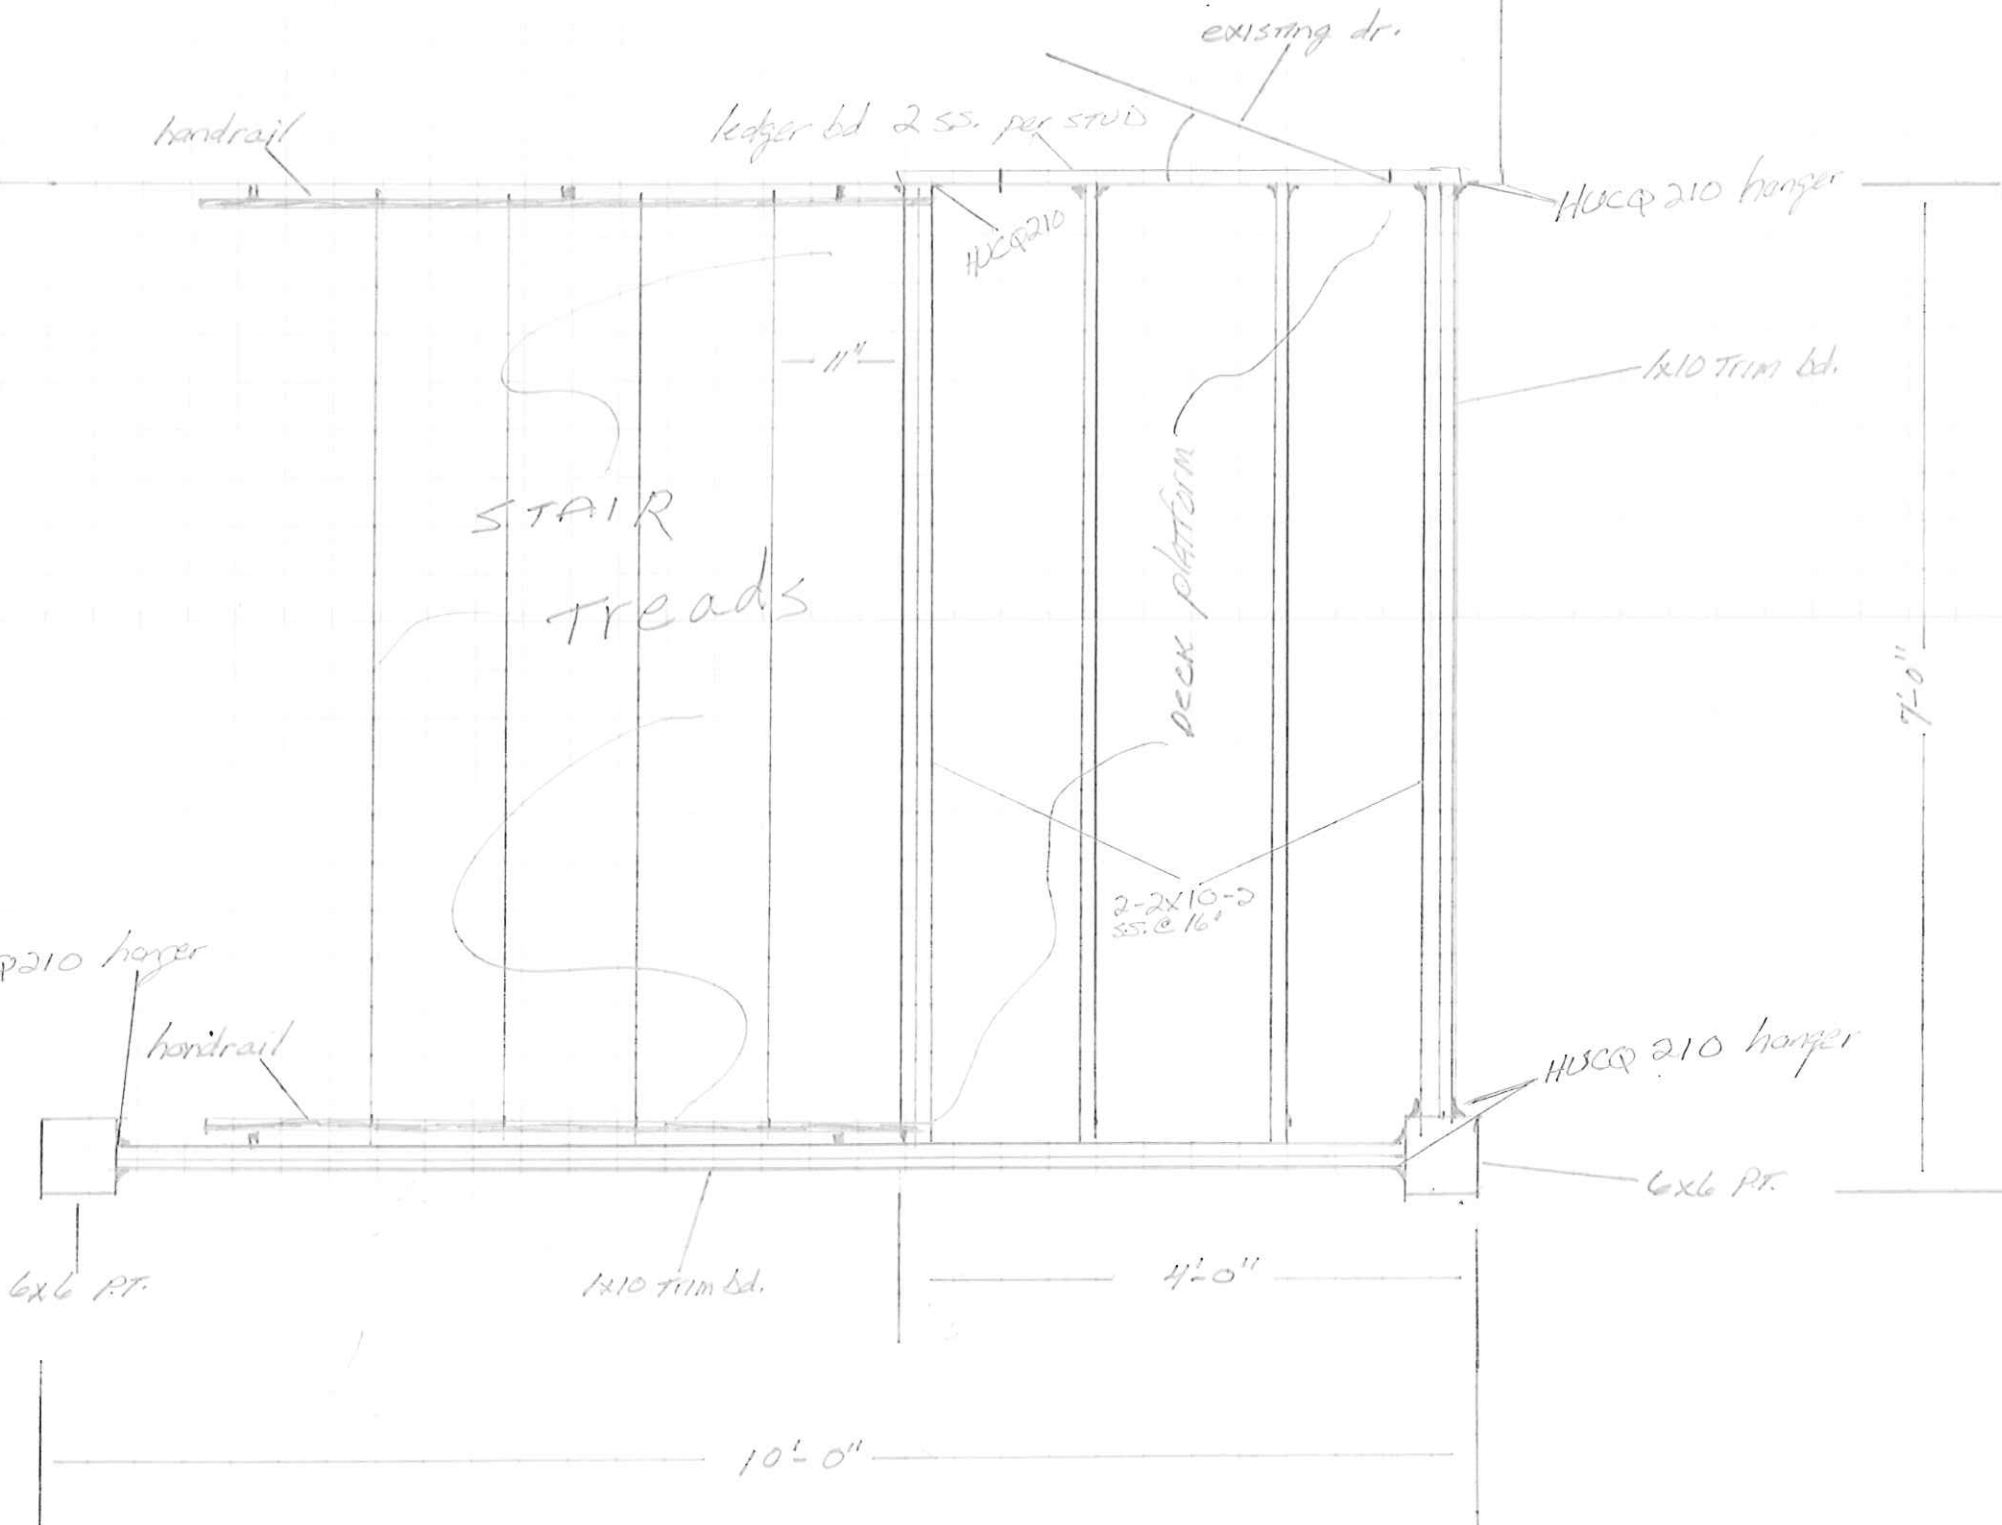 existing dr.
handrail
ledger bd 2 s.s. per STUD
HUCQ 210 hanger
HUCQ210
11"
1x10 Trim bd.
STAIR
Treads
DECK PLATFORM
7'-0"
2-2x10-2
s.s. @ 16"
P210 hanger
handrail
HUCQ 210 hanger
6x6 P.T.
6x6 P.T.
1x10 Trim bd.
4'-0"
10'-0"